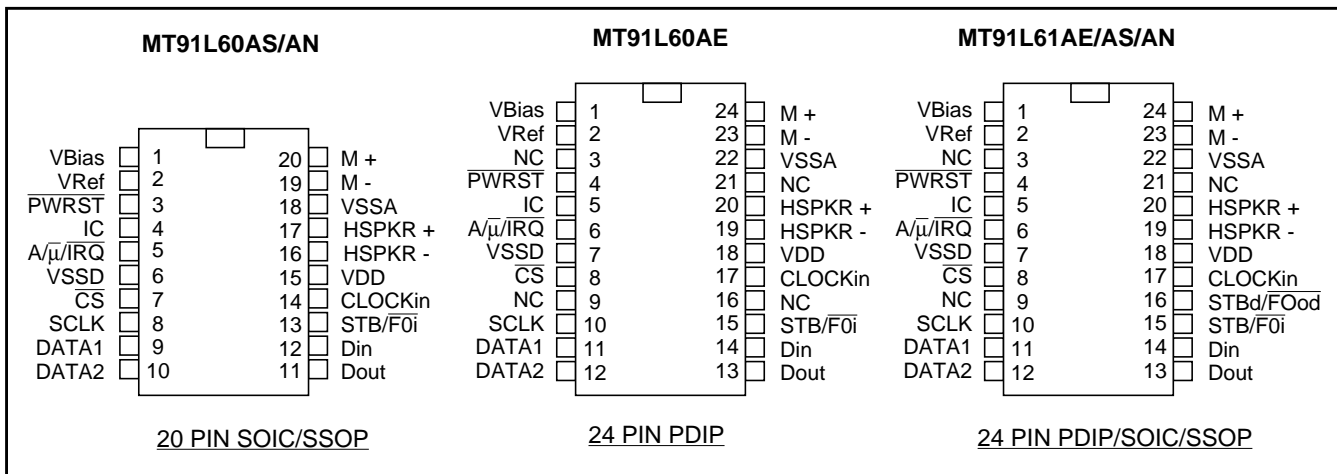 MT91L60AS/AN
VBias 1 20 M +
VRef 2 19 M -
PWRST 3 18 VSSA
IC 4 17 HSPKR +
A/μ/IRQ 5 16 HSPKR -
VSSD 6 15 VDD
CS 7 14 CLOCKin
SCLK 8 13 STB/F0i
DATA1 9 12 Din
DATA2 10 11 Dout
20 PIN SOIC/SSOP
MT91L60AE
VBias 1 24 M +
VRef 2 23 M -
NC 3 22 VSSA
PWRST 4 21 NC
IC 5 20 HSPKR +
A/μ/IRQ 6 19 HSPKR -
VSSD 7 18 VDD
CS 8 17 CLOCKin
NC 9 16 NC
SCLK 10 15 STB/F0i
DATA1 11 14 Din
DATA2 12 13 Dout
24 PIN PDIP
MT91L61AE/AS/AN
VBias 1 24 M +
VRef 2 23 M -
NC 3 22 VSSA
PWRST 4 21 NC
IC 5 20 HSPKR +
A/μ/IRQ 6 19 HSPKR -
VSSD 7 18 VDD
CS 8 17 CLOCKin
NC 9 16 STBd/FOod
SCLK 10 15 STB/F0i
DATA1 11 14 Din
DATA2 12 13 Dout
24 PIN PDIP/SOIC/SSOP